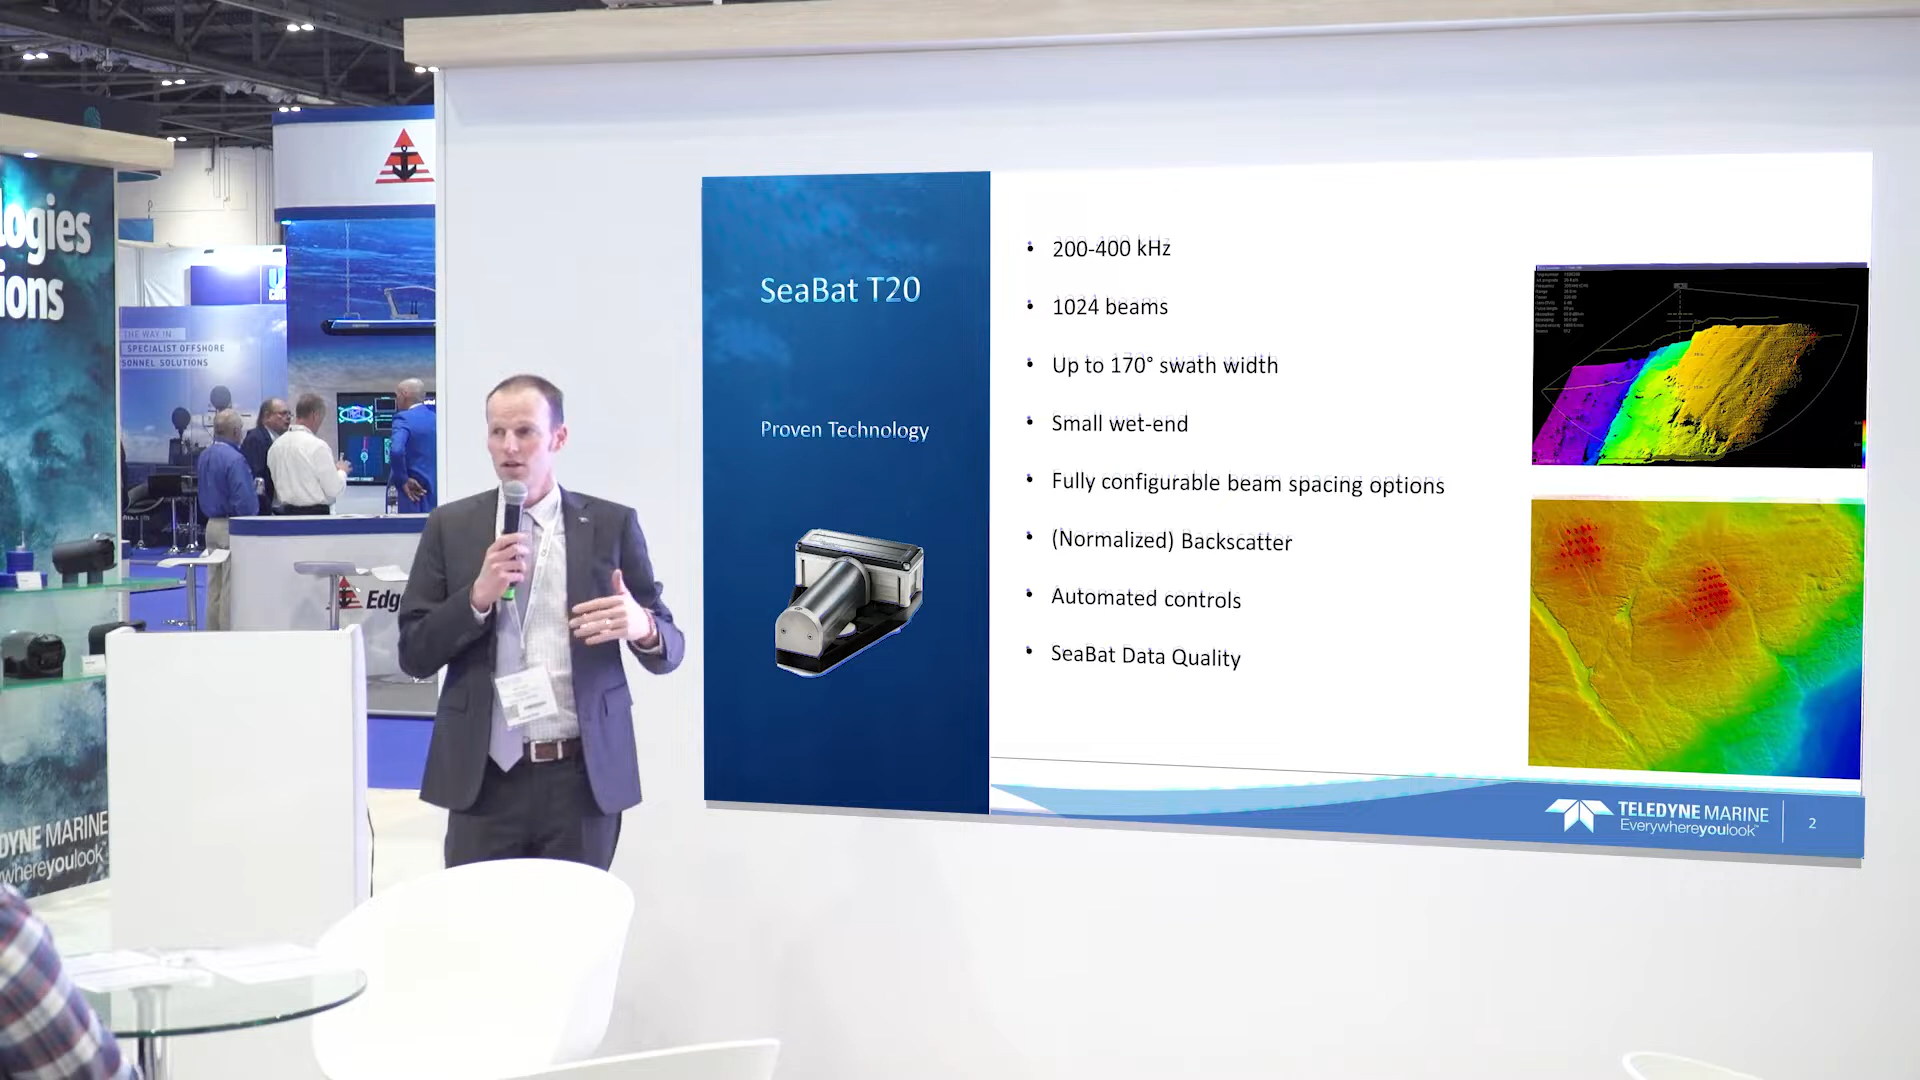 logies
ions
THE WAY IN
SPECIALIST OFFSHORE
SONNEL SOLUTIONS
Edg
DYNE MARINE
whereyoulook
SeaBat T20
Proven Technology
• 200-400 kHz
• 1024 beams
• Up to 170° swath width
• Small wet-end
• Fully configurable beam spacing options
• (Normalized) Backscatter
• Automated controls
• SeaBat Data Quality
TELEDYNE MARINE
Everywhereyoulook™
2